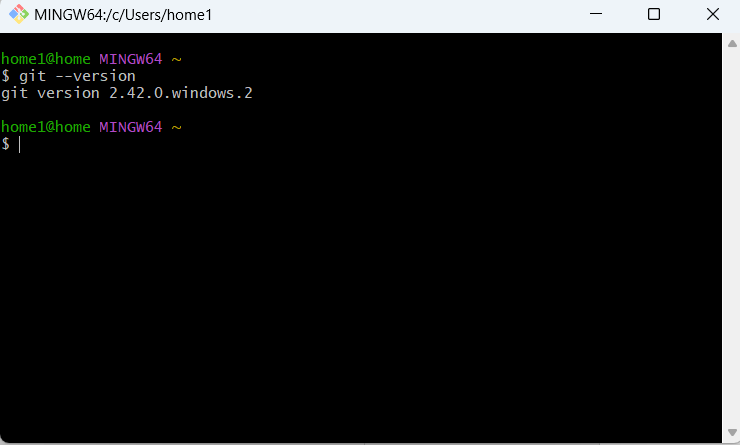 MINGW64:/c/Users/home1
home1@home MINGW64 ~
$ git --version
git version 2.42.0.windows.2
home1@home MINGW64 ~
$